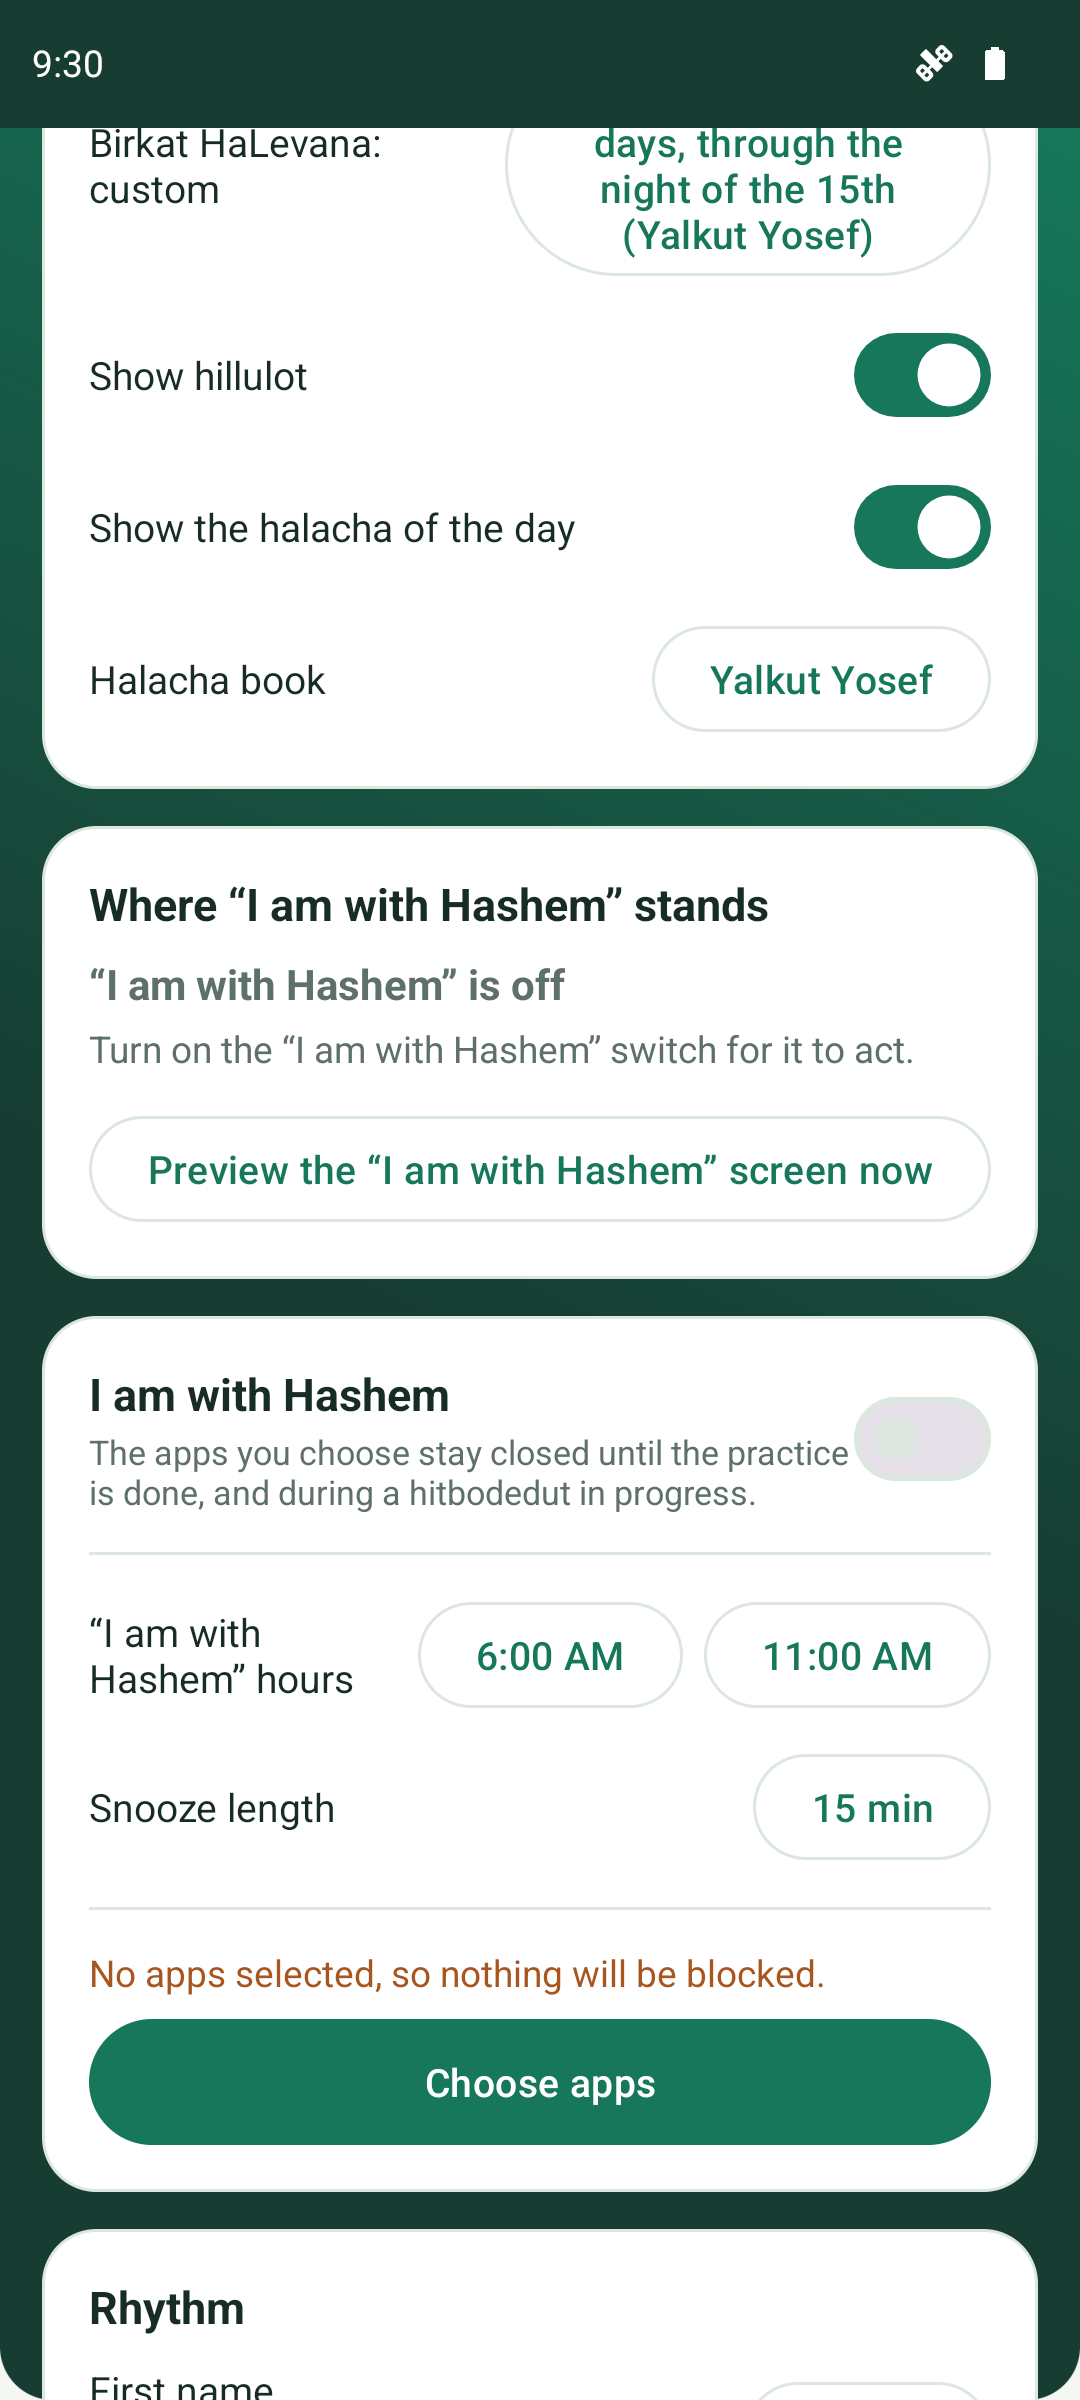 9:30
Birkat HaLevana:
custom
days, through the
night of the 15th
(Yalkut Yosef)
Show hillulot
Show the halacha of the day
Halacha book
Yalkut Yosef
Where “I am with Hashem” stands
“I am with Hashem” is off
Turn on the “I am with Hashem” switch for it to act.
Preview the “I am with Hashem” screen now
I am with Hashem
The apps you choose stay closed until the practice
is done, and during a hitbodedut in progress.
“I am with
Hashem” hours
6:00 AM
11:00 AM
Snooze length
15 min
No apps selected, so nothing will be blocked.
Choose apps
Rhythm
First name